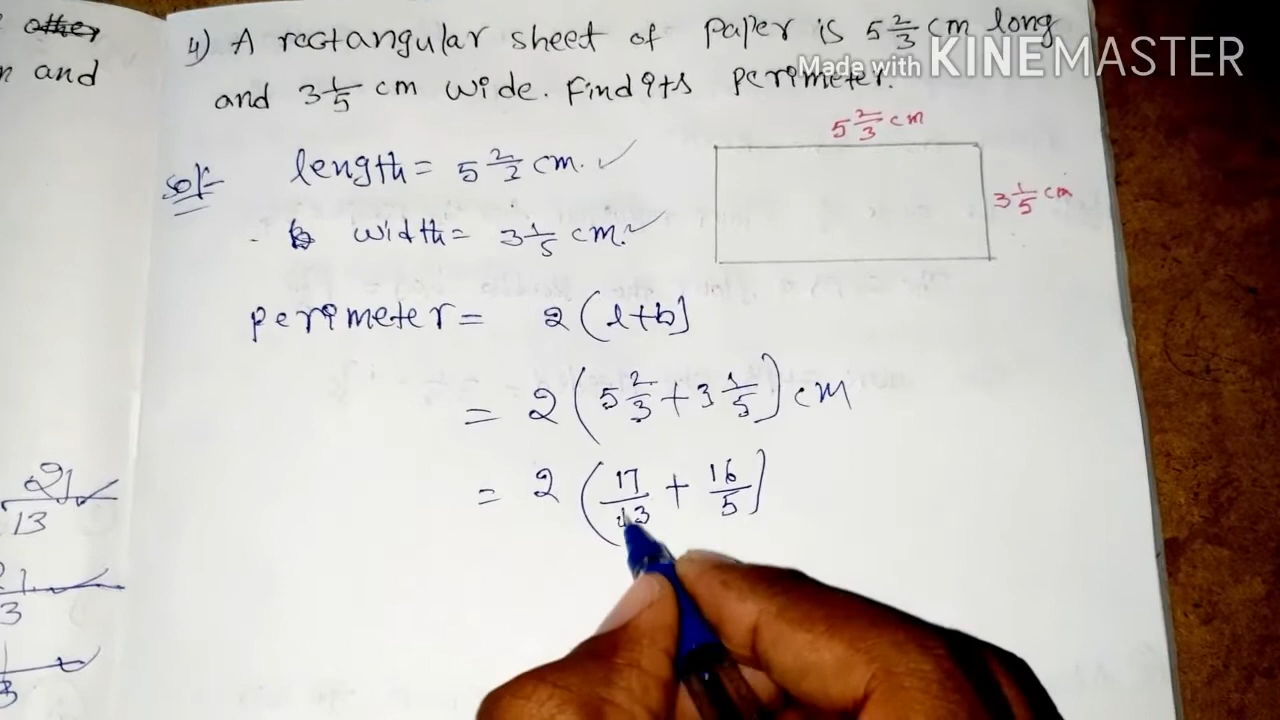 other
n and
4) A rectangular sheet of paper is 5 2/3 cm long
and 3 1/5 cm wide. Find its perimeter.
Made with KINEMASTER
5 2/3 cm
3 1/5 cm
Sol:-
length = 5 2/3 cm. ✓
width = 3 1/5 cm. ✓
perimeter = 2 (l+b)
= 2 (5 2/3 + 3 1/5) cm
= 2 (17/3 + 16/5)
21/13